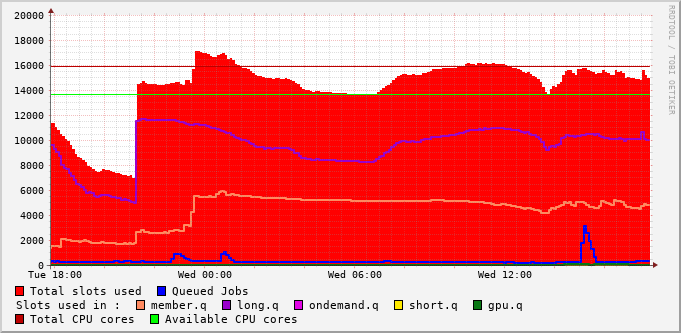 20000
18000
16000
14000
12000
10000
8000
6000
4000
2000
0
Tue 18:00 Wed 00:00 Wed 06:00 Wed 12:00
RRDTOOL / TOBI OETIKER
Total slots used Queued Jobs
Slots used in : member.q long.q ondemand.q short.q gpu.q
Total CPU cores Available CPU cores